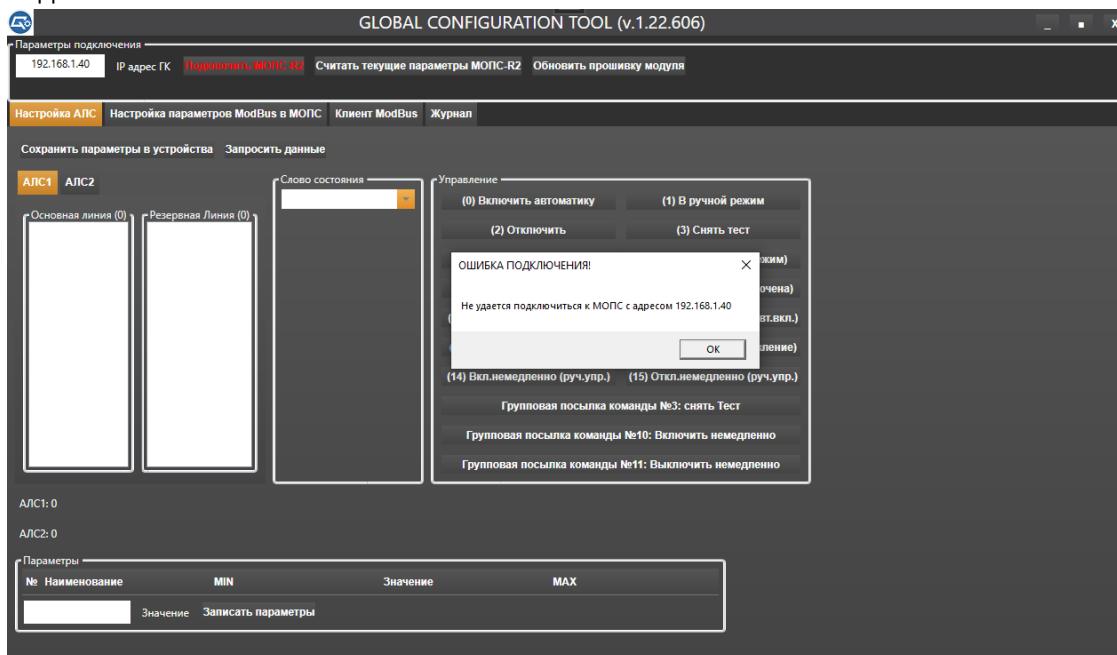 GLOBAL CONFIGURATION TOOL (v.1.22.606)
Параметры подключения
192.168.1.40 IP адрес ГК Подключить МОПС-R2 Считать текущие параметры МОПС-R2 Обновить прошивку модуля
Настройка АЛС Настройка параметров ModBus в МОПС Клиент ModBus Журнал
Сохранить параметры в устройства Запросить данные
АЛС1 АЛС2
Слово состояния
Управление
(0) Включить автоматику (1) В ручной режим
Основная линия (0) Резервная Линия (0)
(2) Отключить (3) Снять тест
ОШИБКА ПОДКЛЮЧЕНИЯ!
Не удается подключиться к МОПС с адресом 192.168.1.40
OK
(14) Вкл.немедленно (руч.упр.) (15) Откл.немедленно (руч.упр.)
Групповая посылка команды №3: снять Тест
Групповая посылка команды №10: Включить немедленно
Групповая посылка команды №11: Выключить немедленно
АЛС1: 0
АЛС2: 0
Параметры
№ Наименование MIN Значение MAX
Значение Записать параметры